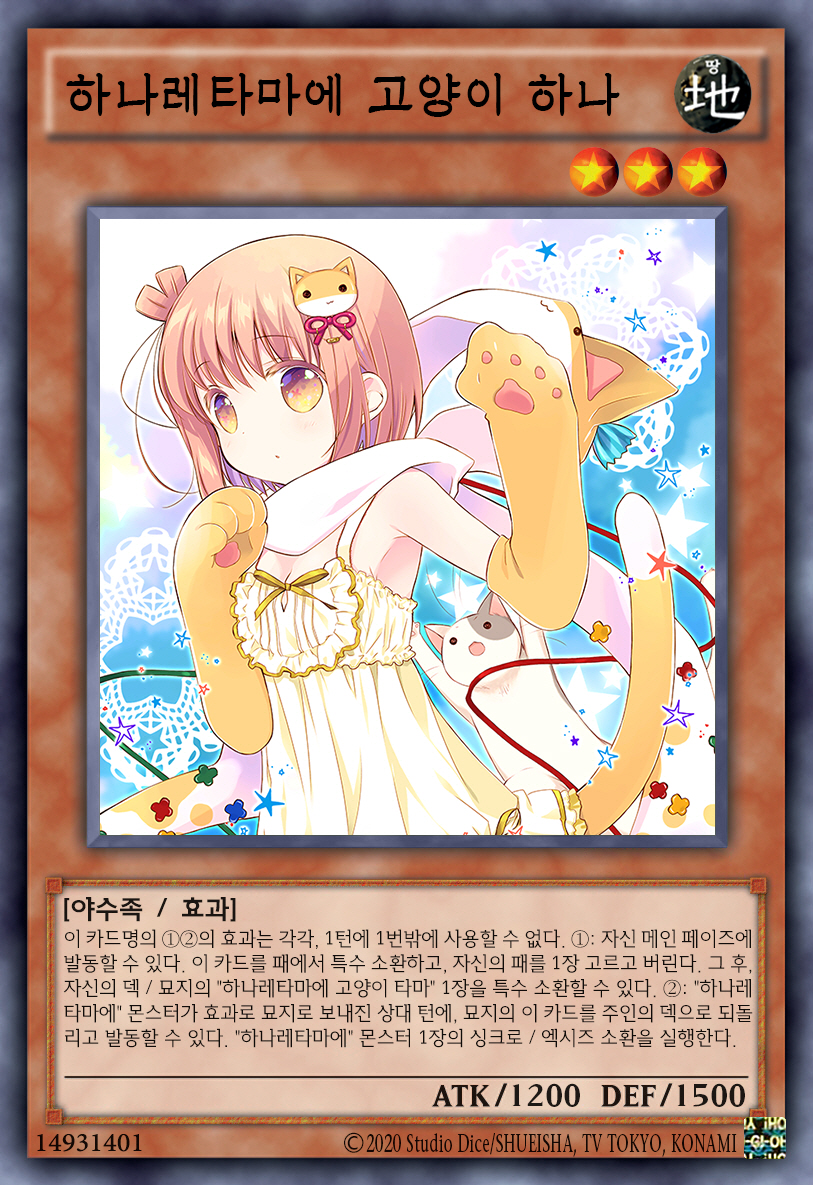 하나레타마에 고양이 하나
땅
地
[야수족 / 효과]
이 카드명의 ①②의 효과는 각각, 1턴에 1번밖에 사용할 수 없다. ①: 자신 메인 페이즈에
발동할 수 있다. 이 카드를 패에서 특수 소환하고, 자신의 패를 1장 고르고 버린다. 그 후,
자신의 덱 / 묘지의 "하나레타마에 고양이 타마" 1장을 특수 소환할 수 있다. ②: "하나레
타마에" 몬스터가 효과로 묘지로 보내진 상대 턴에, 묘지의 이 카드를 주인의 덱으로 되돌
리고 발동할 수 있다. "하나레타마에" 몬스터 1장의 싱크로 / 엑시즈 소환을 실행한다.
ATK/1200 DEF/1500
14931401 ©2020 Studio Dice/SHUEISHA, TV TOKYO, KONAMI